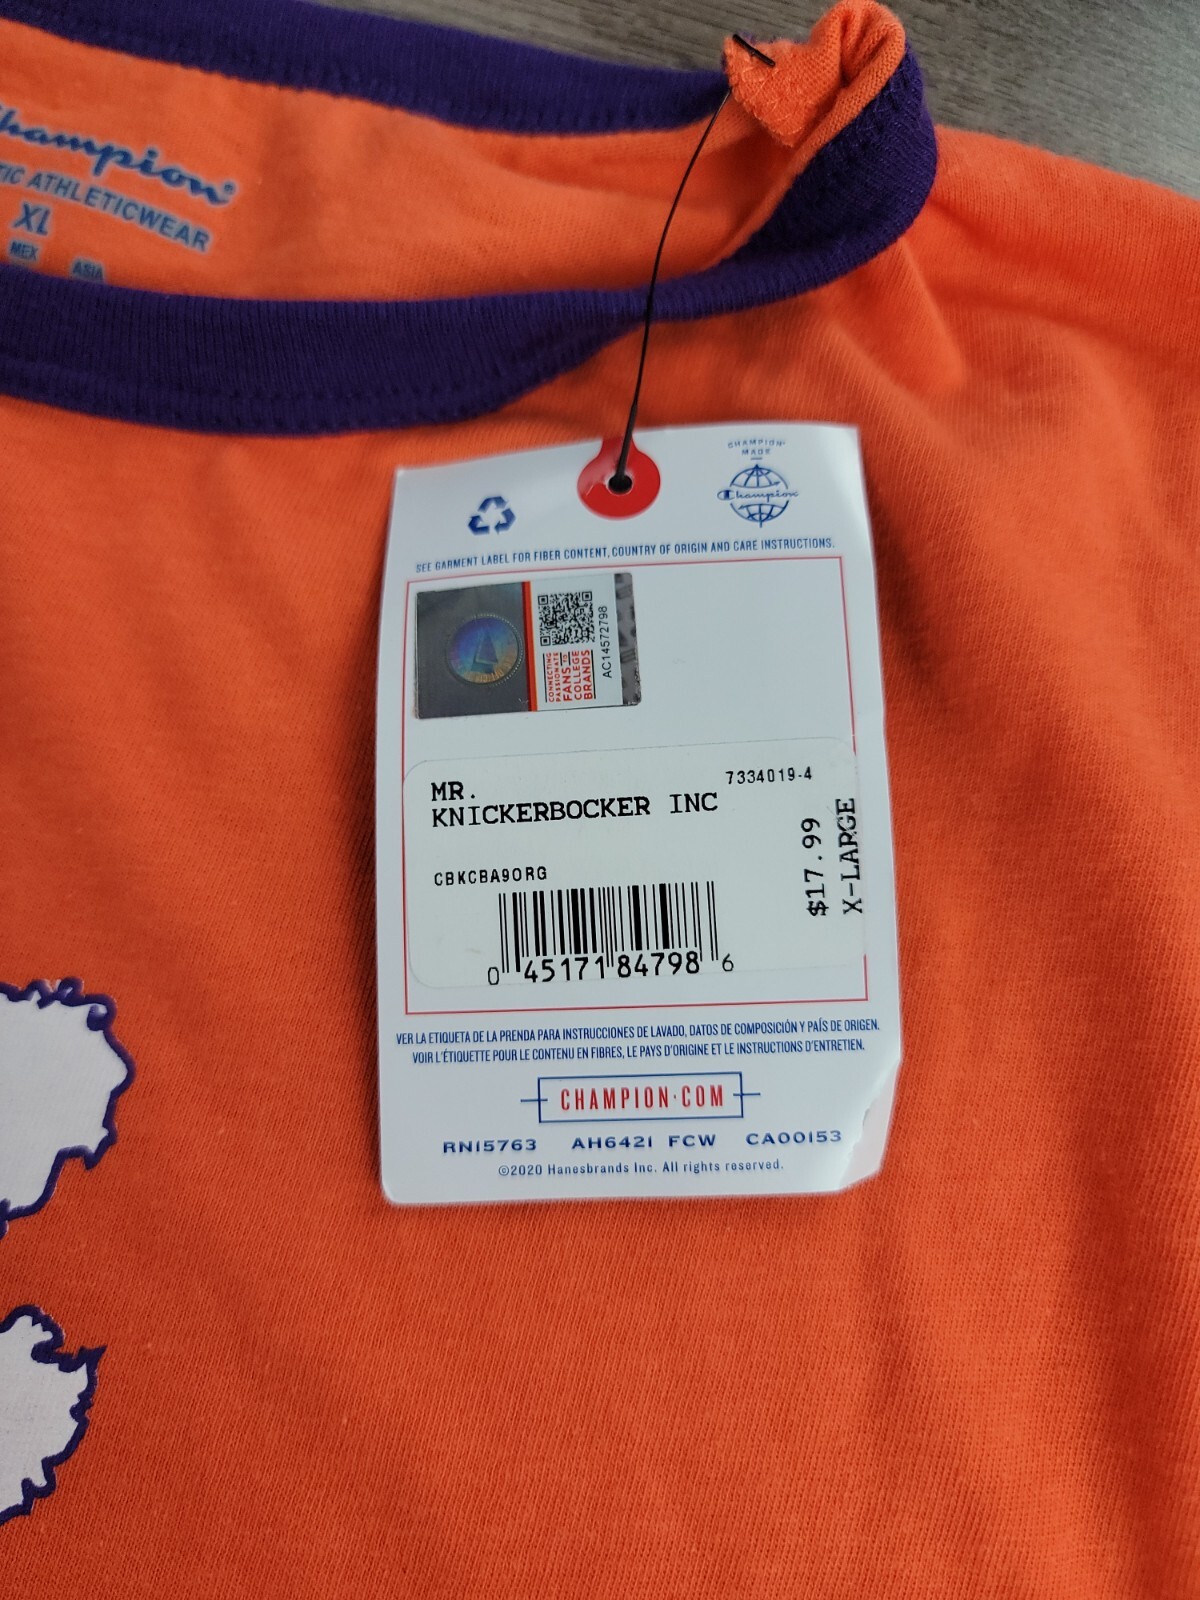 Champion
ATHLETICWEAR
XL
MEX ASIA
CHAMPION
MADE
Champion
SEE GARMENT LABEL FOR FIBER CONTENT, COUNTRY OF ORIGIN AND CARE INSTRUCTIONS.
CONNECTING
PASSIONATE
FANS TO
COLLEGE
BRANDS
AC14572798
MR.
KNICKERBOCKER INC
7334019-4
CBKCBA9ORG
$17.99
X-LARGE
0 45171 84798 6
VER LA ETIQUETA DE LA PRENDA PARA INSTRUCCIONES DE LAVADO, DATOS DE COMPOSICIÓN Y PAÍS DE ORIGEN.
VOIR L'ÉTIQUETTE POUR LE CONTENU EN FIBRES, LE PAYS D'ORIGINE ET LE INSTRUCTIONS D'ENTRETIEN.
CHAMPION·COM
RN15763 AH6421 FCW CA00153
©2020 Hanesbrands Inc. All rights reserved.